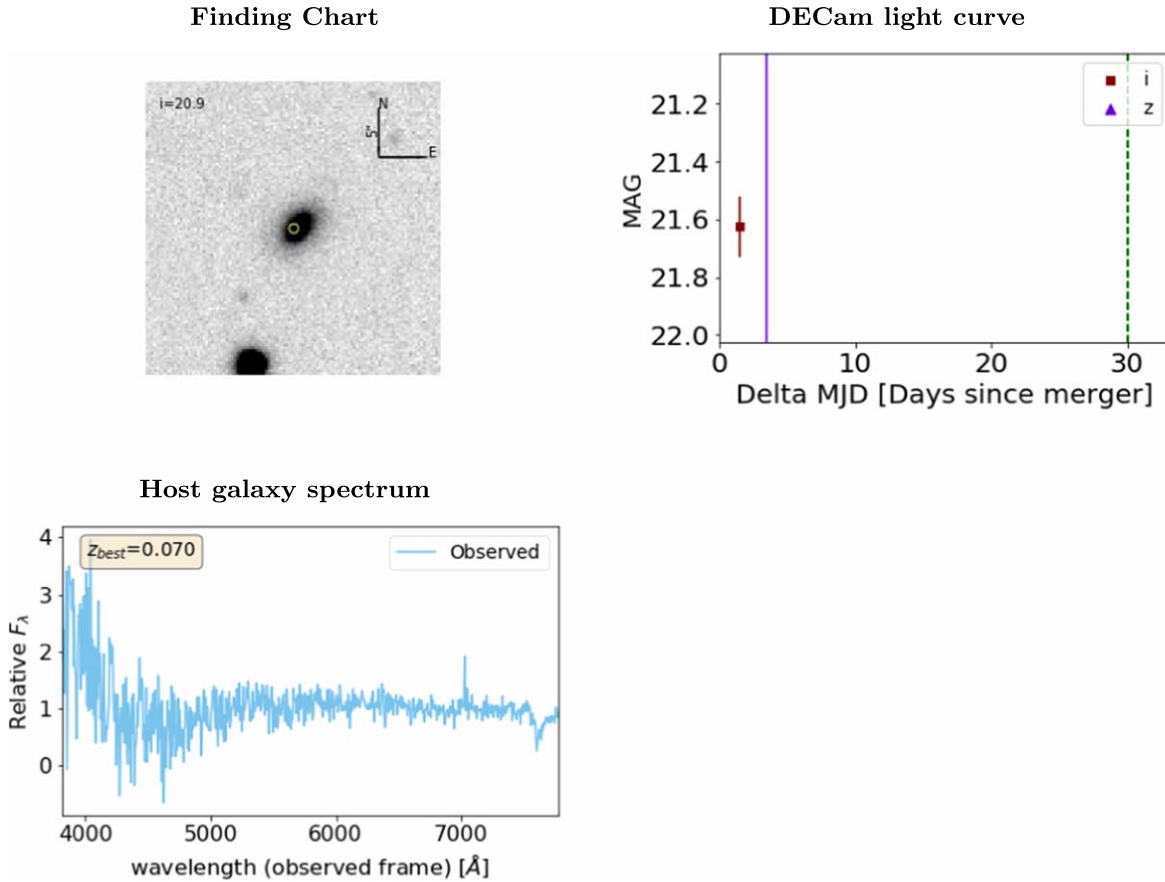 Finding Chart
i=20.9
N
5"
E
DECam light curve
i
z
MAG
21.2
21.4
21.6
21.8
22.0
0 10 20 30
Delta MJD [Days since merger]
Host galaxy spectrum
z_best=0.070
Observed
Relative F_λ
4
3
2
1
0
4000 5000 6000 7000
wavelength (observed frame) [Å]